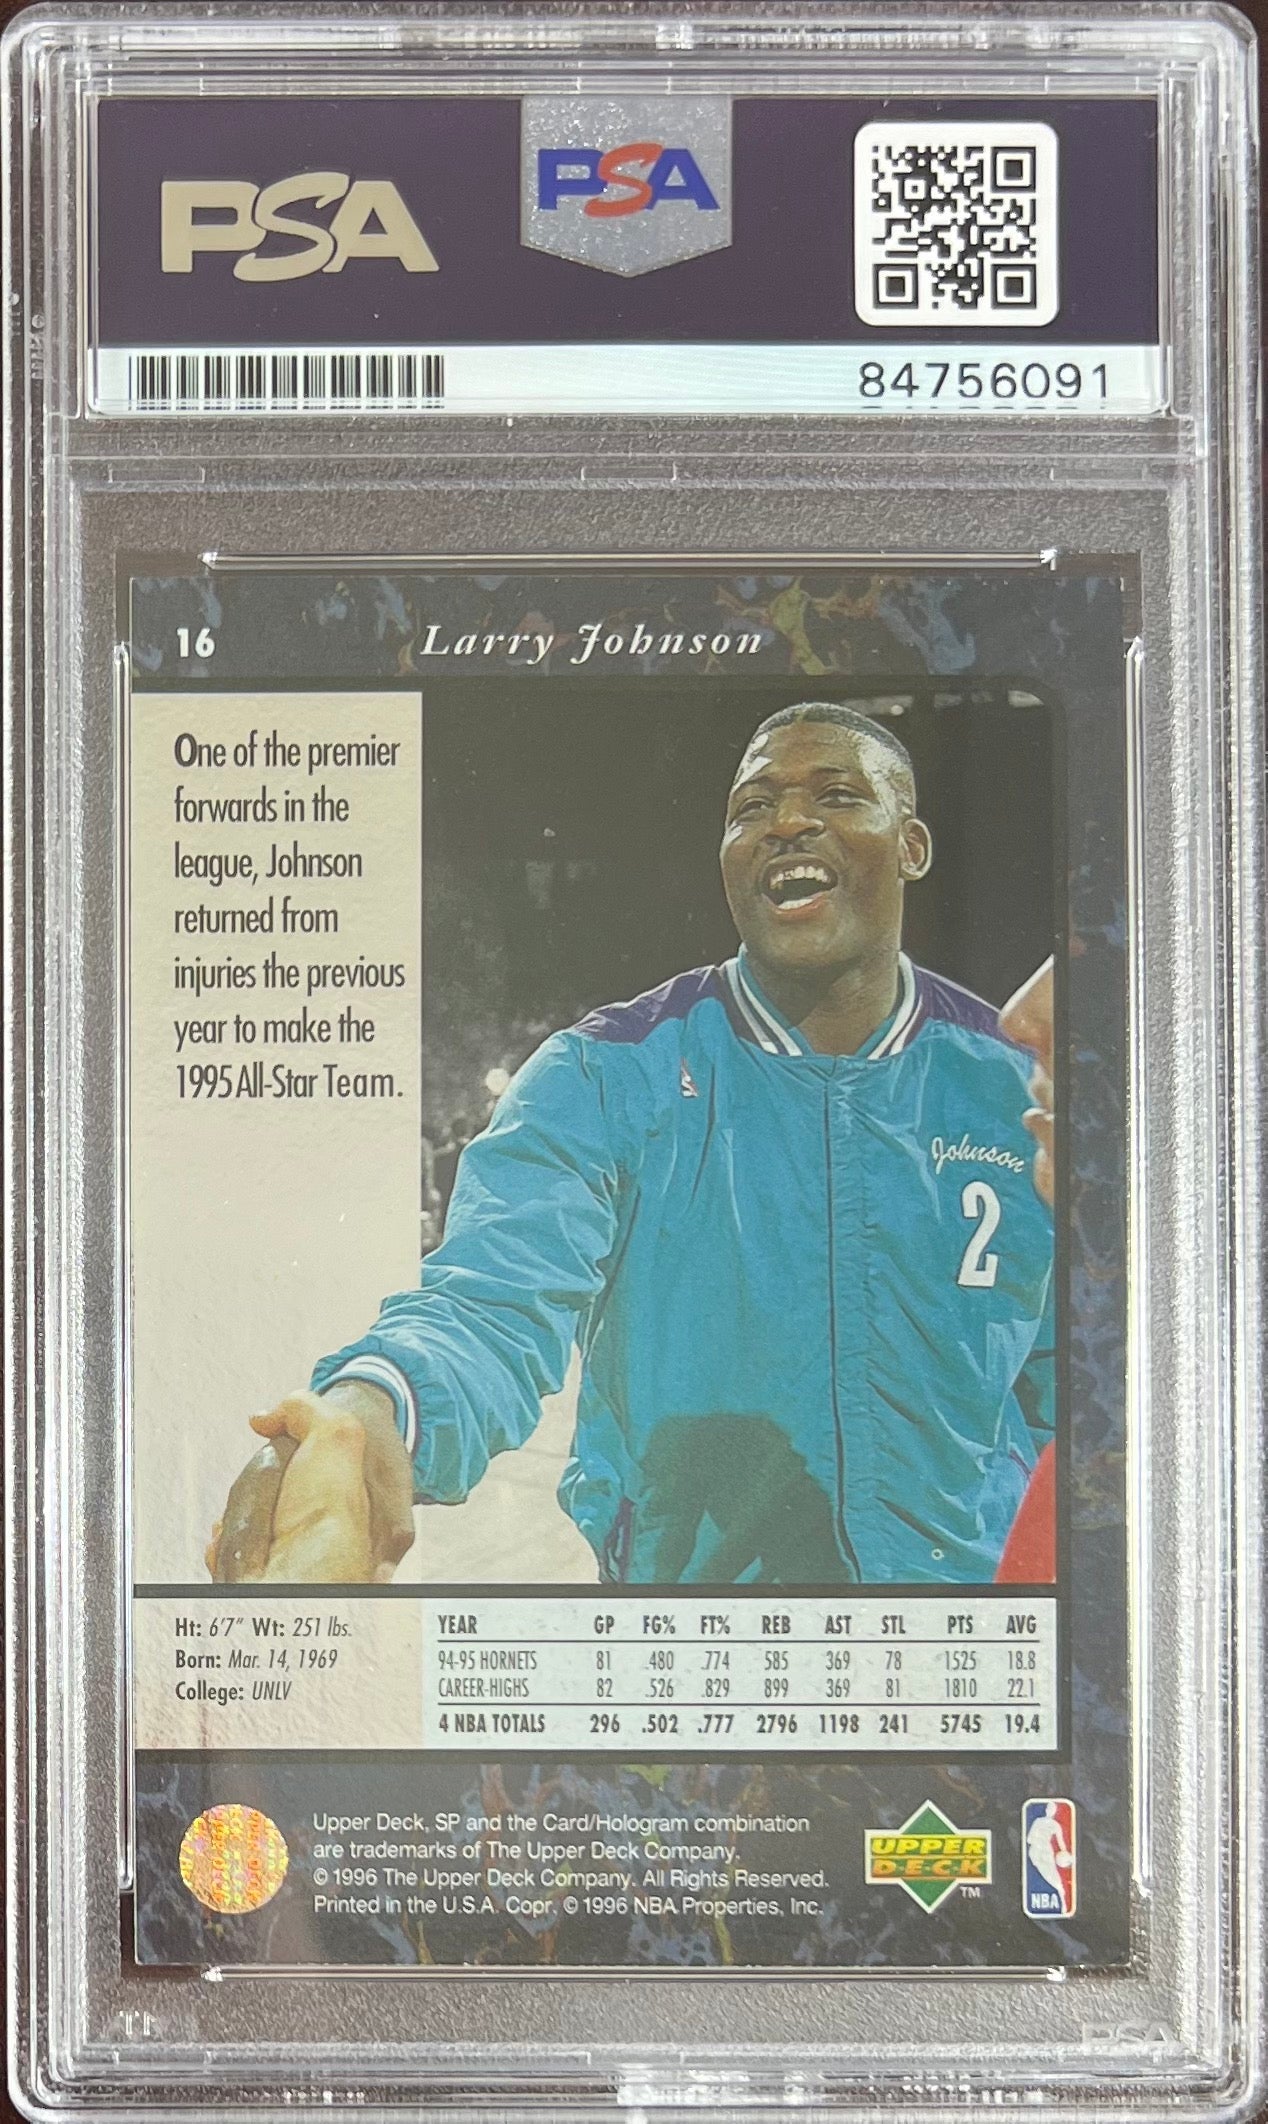 PSA
PSA
84756091
16
Larry Johnson
One of the premier
forwards in the
league, Johnson
returned from
injuries the previous
year to make the
1995 All-Star Team.
Johnson
2
Ht: 6'7" Wt: 251 lbs.
Born: Mar. 14, 1969
College: UNLV
YEAR GP FG% FT% REB AST STL PTS AVG
94-95 HORNETS 81 .480 .774 585 369 78 1525 18.8
CAREER-HIGHS 82 .526 .829 899 369 81 1810 22.1
4 NBA TOTALS 296 .502 .777 2796 1198 241 5745 19.4
Upper Deck, SP and the Card/Hologram combination
are trademarks of The Upper Deck Company.
© 1996 The Upper Deck Company. All Rights Reserved.
Printed in the U.S.A. Copr. © 1996 NBA Properties, Inc.
UPPER
DECK
TM
NBA
PSA